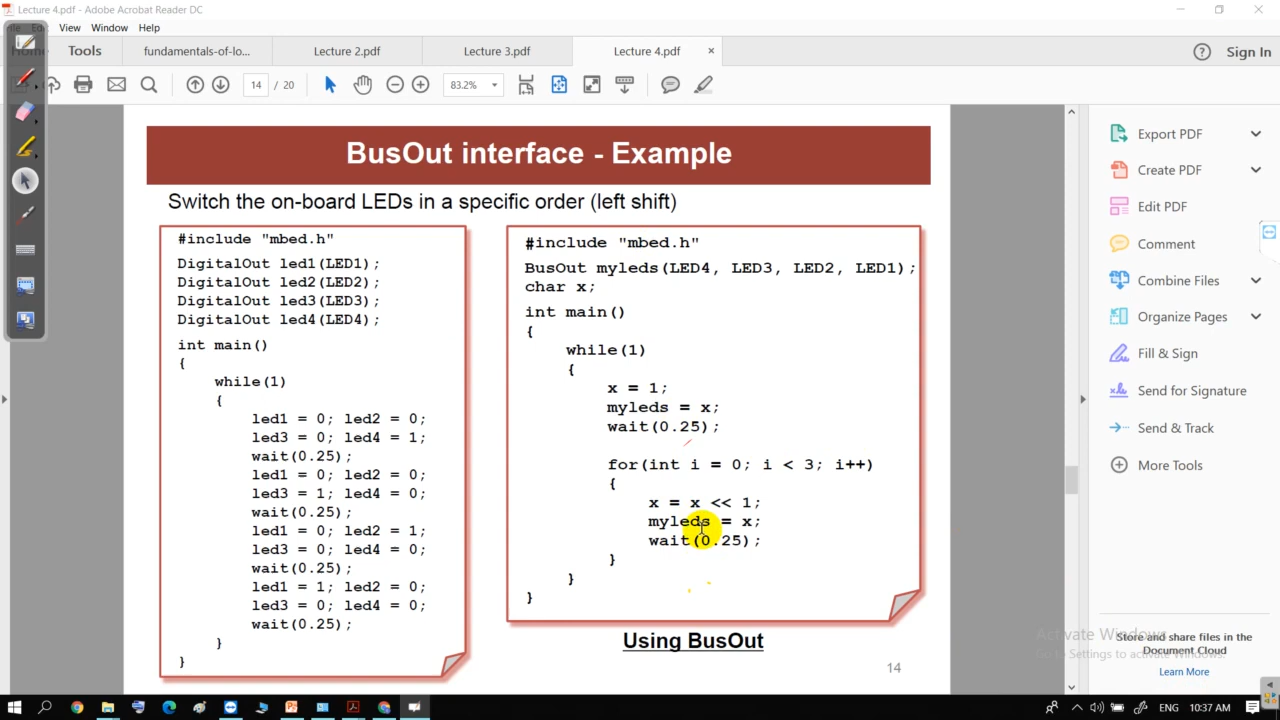 Lecture 4.pdf - Adobe Acrobat Reader DC
View Window Help
Tools fundamentals-of-lo... Lecture 2.pdf Lecture 3.pdf Lecture 4.pdf × Sign In
14 / 20 83.2%
BusOut interface - Example
Switch the on-board LEDs in a specific order (left shift)
#include "mbed.h"
DigitalOut led1(LED1);
DigitalOut led2(LED2);
DigitalOut led3(LED3);
DigitalOut led4(LED4);
int main()
{
while(1)
{
led1 = 0; led2 = 0;
led3 = 0; led4 = 1;
wait(0.25);
led1 = 0; led2 = 0;
led3 = 1; led4 = 0;
wait(0.25);
led1 = 0; led2 = 1;
led3 = 0; led4 = 0;
wait(0.25);
led1 = 1; led2 = 0;
led3 = 0; led4 = 0;
wait(0.25);
}
}
#include "mbed.h"
BusOut myleds(LED4, LED3, LED2, LED1);
char x;
int main()
{
while(1)
{
x = 1;
myleds = x;
wait(0.25);
for(int i = 0; i < 3; i++)
{
x = x << 1;
myleds = x;
wait(0.25);
}
}
}
Using BusOut
14
Export PDF
Create PDF
Edit PDF
Comment
Combine Files
Organize Pages
Fill & Sign
Send for Signature
Send & Track
More Tools
Activate Windows
Go to Settings to activate Windows.
Store and share files in the
Document Cloud
Learn More
ENG 10:37 AM